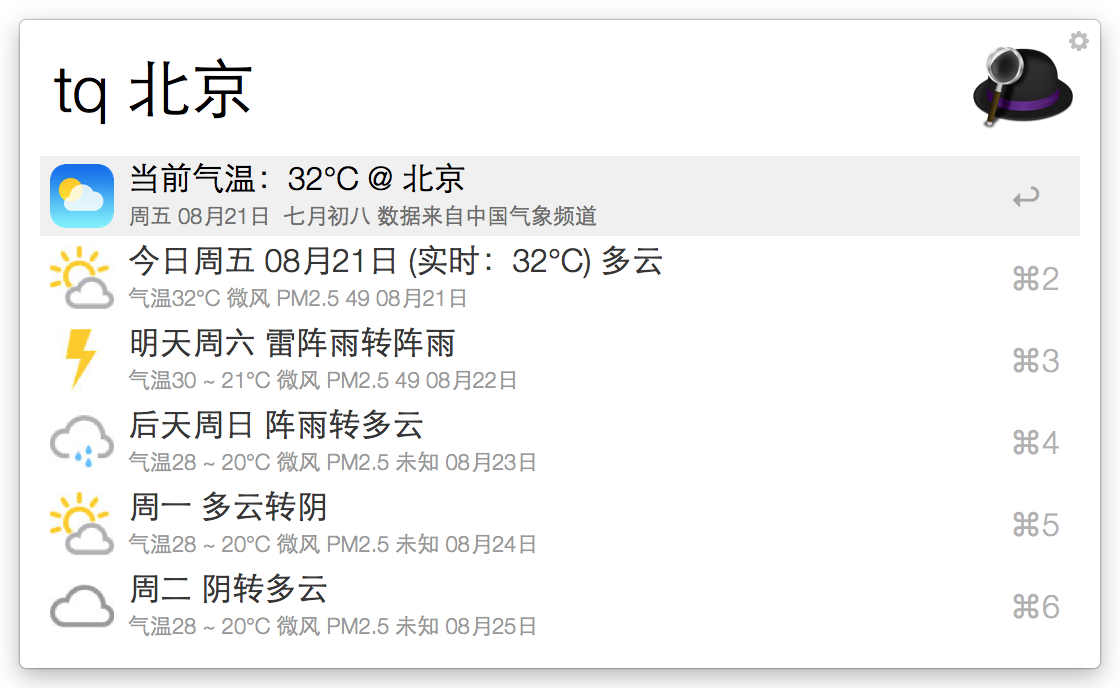 tq 北京
当前气温：32°C @ 北京
周五 08月21日 七月初八 数据来自中国气象频道
今日周五 08月21日 (实时：32°C) 多云
气温32°C 微风 PM2.5 49 08月21日
⌘2
明天周六 雷阵雨转阵雨
气温30 ~ 21°C 微风 PM2.5 49 08月22日
⌘3
后天周日 阵雨转多云
气温28 ~ 20°C 微风 PM2.5 未知 08月23日
⌘4
周一 多云转阴
气温28 ~ 20°C 微风 PM2.5 未知 08月24日
⌘5
周二 阴转多云
气温28 ~ 20°C 微风 PM2.5 未知 08月25日
⌘6